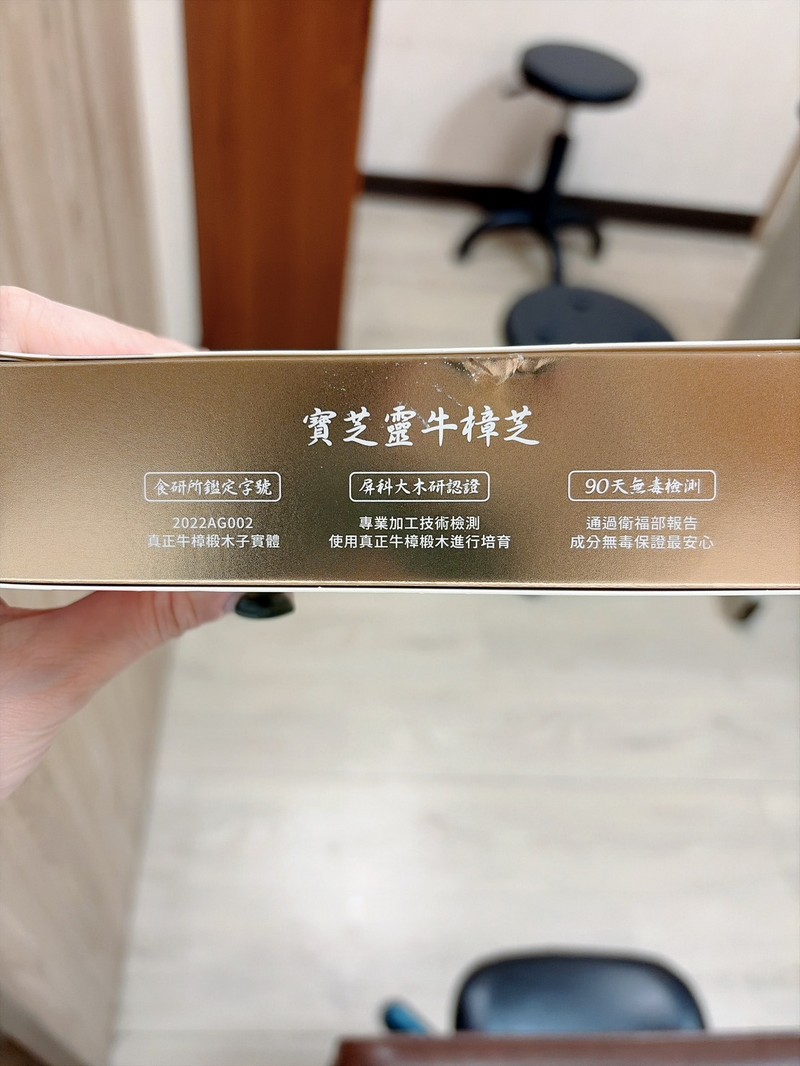 寶芝靈牛樟芝
食研所鑑定字號
2022AG002
真正牛樟椴木子實體
屏科大木研認證
專業加工技術檢測
使用真正牛樟椴木進行培育
90天無毒檢測
通過衛福部報告
成分無毒保證最安心